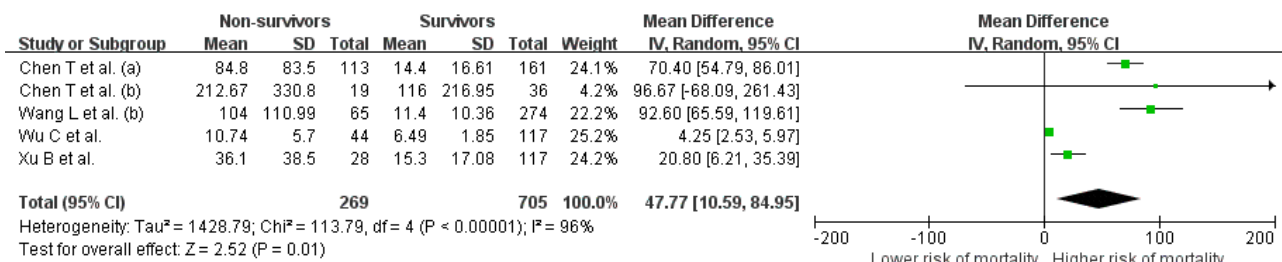 Non-survivors Survivors Mean Difference Mean Difference
Study or Subgroup Mean SD Total Mean SD Total Weight IV, Random, 95% CI IV, Random, 95% CI
Chen T et al. (a) 84.8 83.5 113 14.4 16.61 161 24.1% 70.40 [54.79, 86.01]
Chen T et al. (b) 212.67 330.8 19 116 216.95 36 4.2% 96.67 [-68.09, 261.43]
Wang L et al. (b) 104 110.99 65 11.4 10.36 274 22.2% 92.60 [65.59, 119.61]
Wu C et al. 10.74 5.7 44 6.49 1.85 117 25.2% 4.25 [2.53, 5.97]
Xu B et al. 36.1 38.5 28 15.3 17.08 117 24.2% 20.80 [6.21, 35.39]
Total (95% CI) 269 705 100.0% 47.77 [10.59, 84.95]
Heterogeneity: Tau² = 1428.79; Chi² = 113.79, df = 4 (P < 0.00001); I² = 96%
Test for overall effect: Z = 2.52 (P = 0.01)
-200 -100 0 100 200
Lower risk of mortality Higher risk of mortality